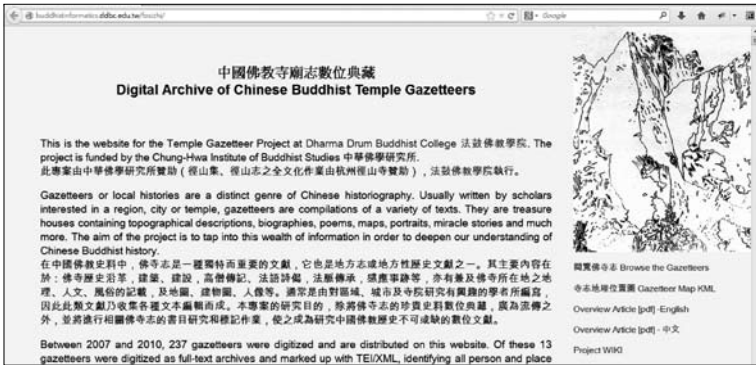 buddhistinformatics.ddbc.edu.tw/fosizhi/
Google
中國佛教寺廟志數位典藏
Digital Archive of Chinese Buddhist Temple Gazetteers
This is the website for the Temple Gazetteer Project at Dharma Drum Buddhist College 法鼓佛教學院. The
project is funded by the Chung-Hwa Institute of Buddhist Studies 中華佛學研究所.
此專案由中華佛學研究所贊助（徑山集、徑山志之全文化作業由杭州徑山寺贊助），法鼓佛教學院執行。
Gazetteers or local histories are a distinct genre of Chinese historiography. Usually written by scholars
interested in a region, city or temple, gazetteers are compilations of a variety of texts. They are treasure
houses containing topographical descriptions, biographies, poems, maps, portraits, miracle stories and much
more. The aim of the project is to tap into this wealth of information in order to deepen our understanding of
Chinese Buddhist history.
在中國佛教史料中，佛寺志是一種獨特而重要的文獻，它也是地方志或地方性歷史文獻之一。其主要內容在
於：佛寺歷史沿革，建築、建設，高僧傳記、法語詩偈，法脈傳承，感應事跡等，亦有兼及佛寺所在地之地
理、人文、風俗的記載，及地圖、建物圖、人像等。通常是由對區域、城市及寺院研究有興趣的學者所編寫，
因此此類文獻乃收集各種文本編輯而成。本專案的研究目的，除將佛寺志的珍貴史料數位典藏，廣為流傳之
外，並將進行相關佛寺志的書目研究和標記作業，使之成為研究中國佛教歷史不可或缺的數位文獻。
Between 2007 and 2010, 237 gazetteers were digitized and are distributed on this website. Of these 13
gazetteers were digitized as full-text archives and marked up with TEI/XML, identifying all person and place
閱覽佛寺志 Browse the Gazetteers
寺志地理位置圖 Gazetteer Map KML
Overview Article [pdf] -English
Overview Article [pdf] - 中文
Project WIKI